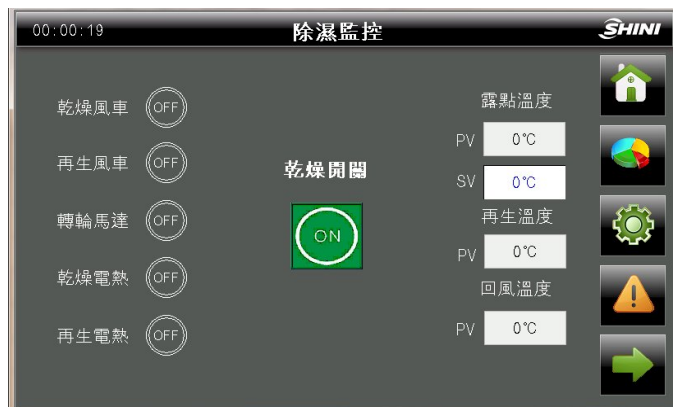 00:00:19
除濕監控
SHINI
乾燥風車 OFF
再生風車 OFF
轉輪馬達 OFF
乾燥電熱 OFF
再生電熱 OFF
乾燥開關
ON
露點溫度
PV 0℃
SV 0℃
再生溫度
PV 0℃
回風溫度
PV 0℃